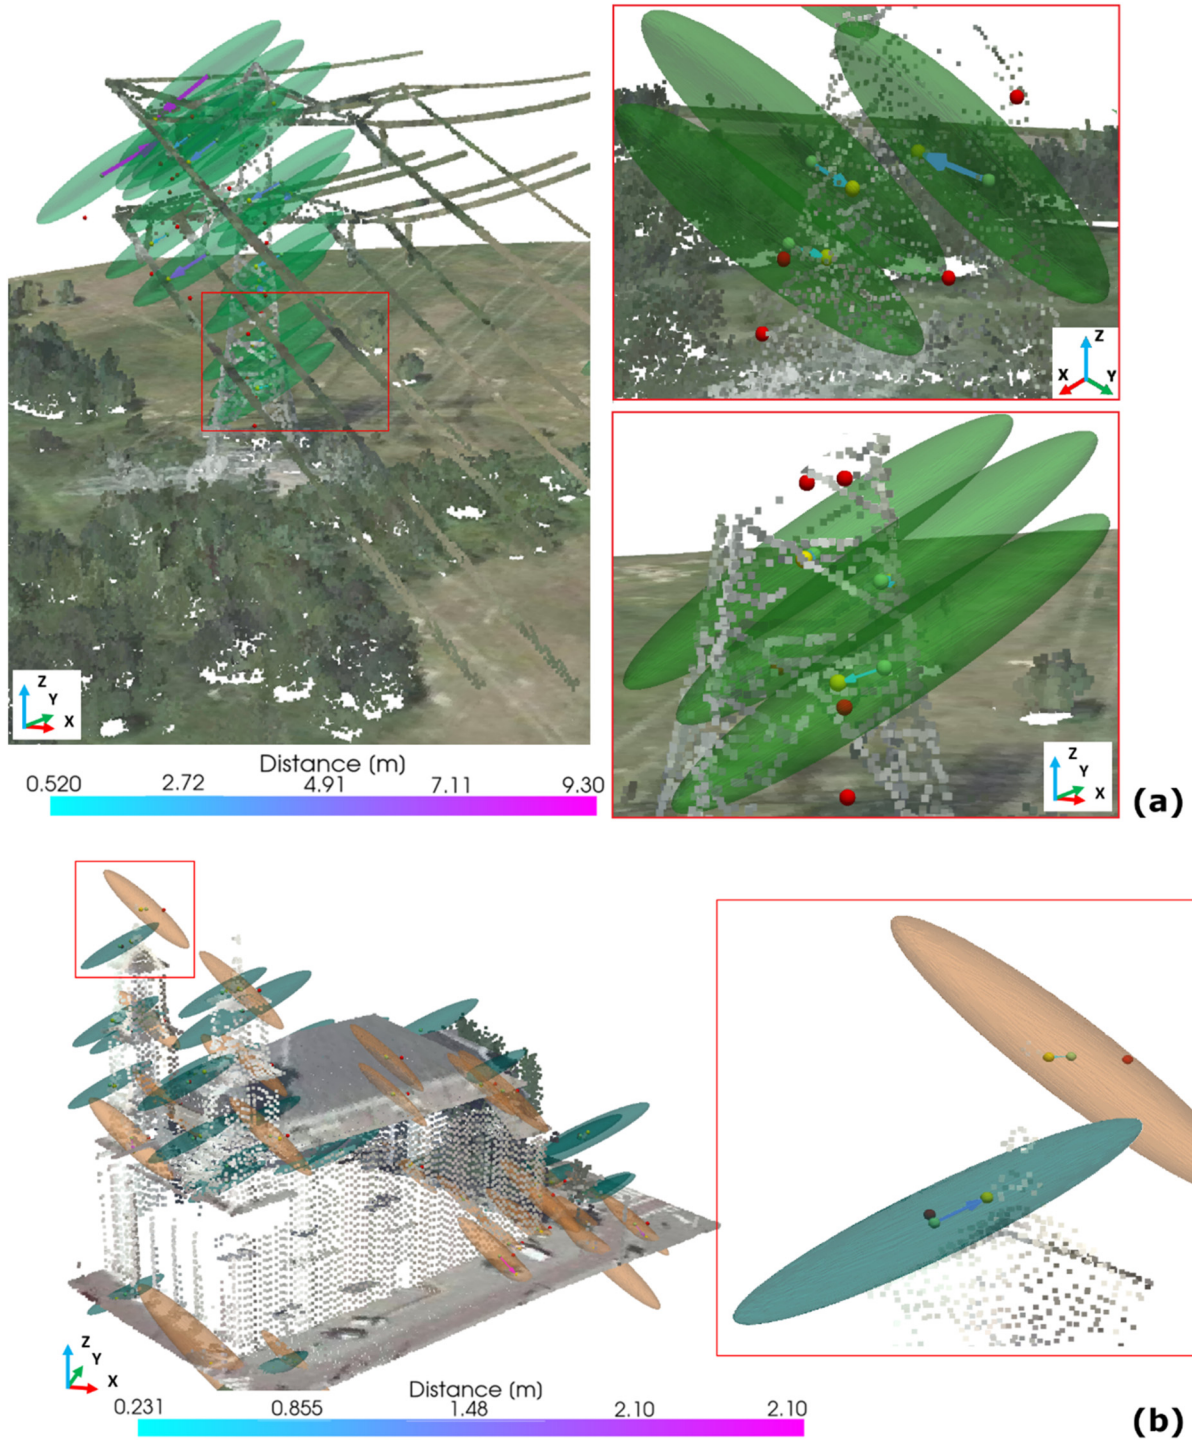 Z
X
Y
Z
Y
X
Distance (m)
0.520 2.72 4.91 7.11 9.30
Z
Y
X
(a)
Z
Y
X
Distance (m)
0.231 0.855 1.48 2.10 2.10
(b)